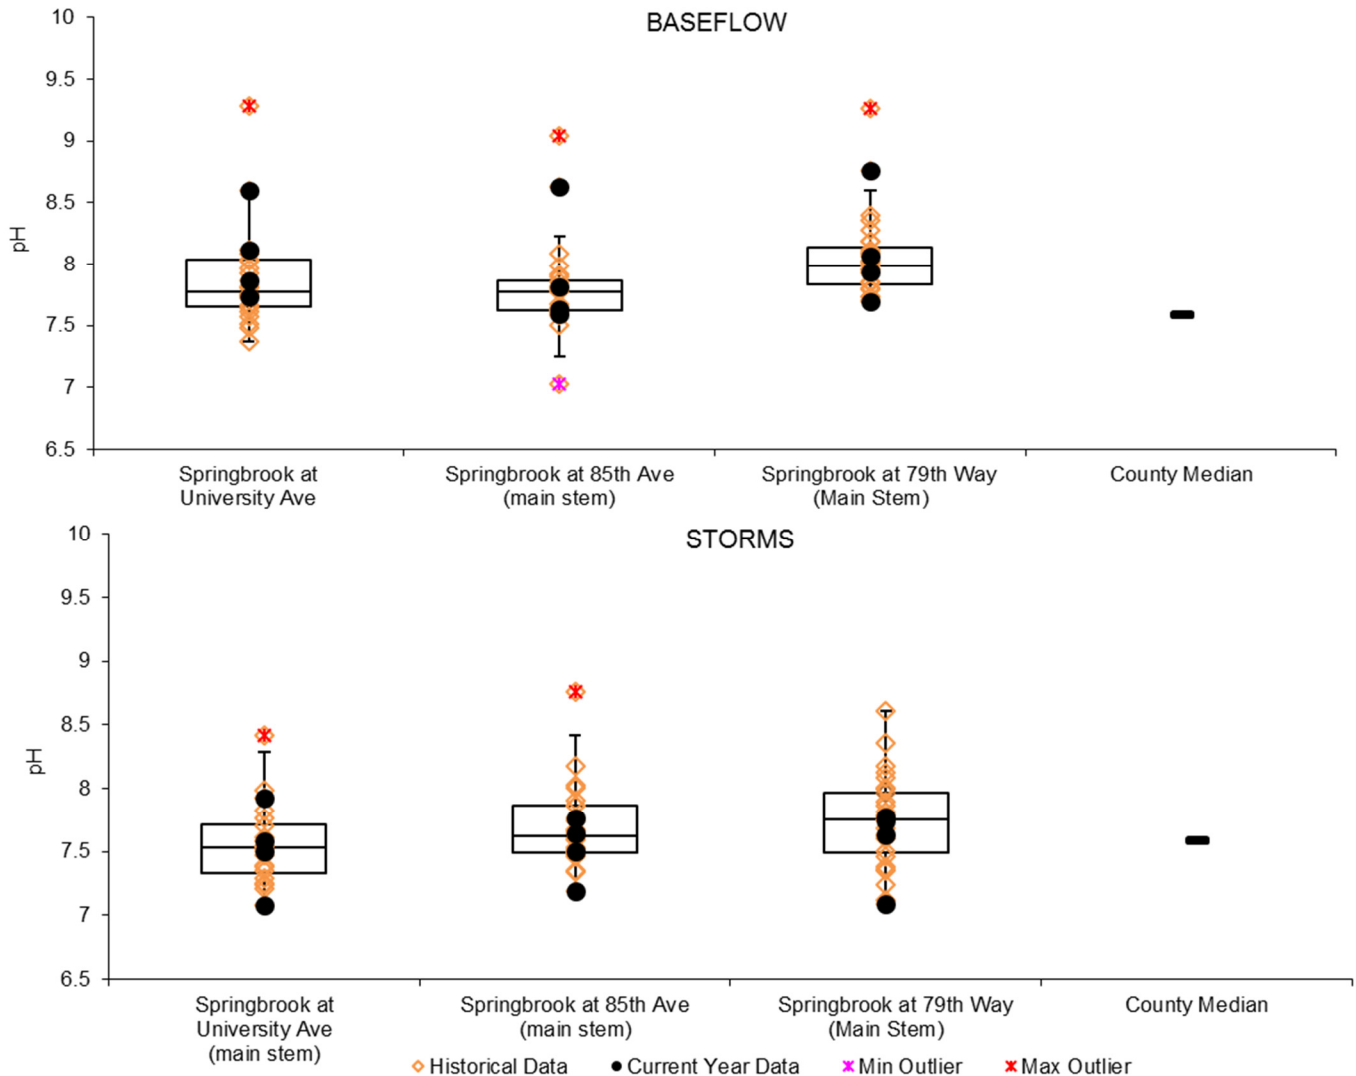 BASEFLOW
10
9.5
9
8.5
8
7.5
7
6.5
pH
Springbrook at
University Ave
Springbrook at 85th Ave
(main stem)
Springbrook at 79th Way
(Main Stem)
County Median
STORMS
10
9.5
9
8.5
8
7.5
7
6.5
pH
Springbrook at
University Ave
(main stem)
Springbrook at 85th Ave
(main stem)
Springbrook at 79th Way
(Main Stem)
County Median
Historical Data
Current Year Data
Min Outlier
Max Outlier